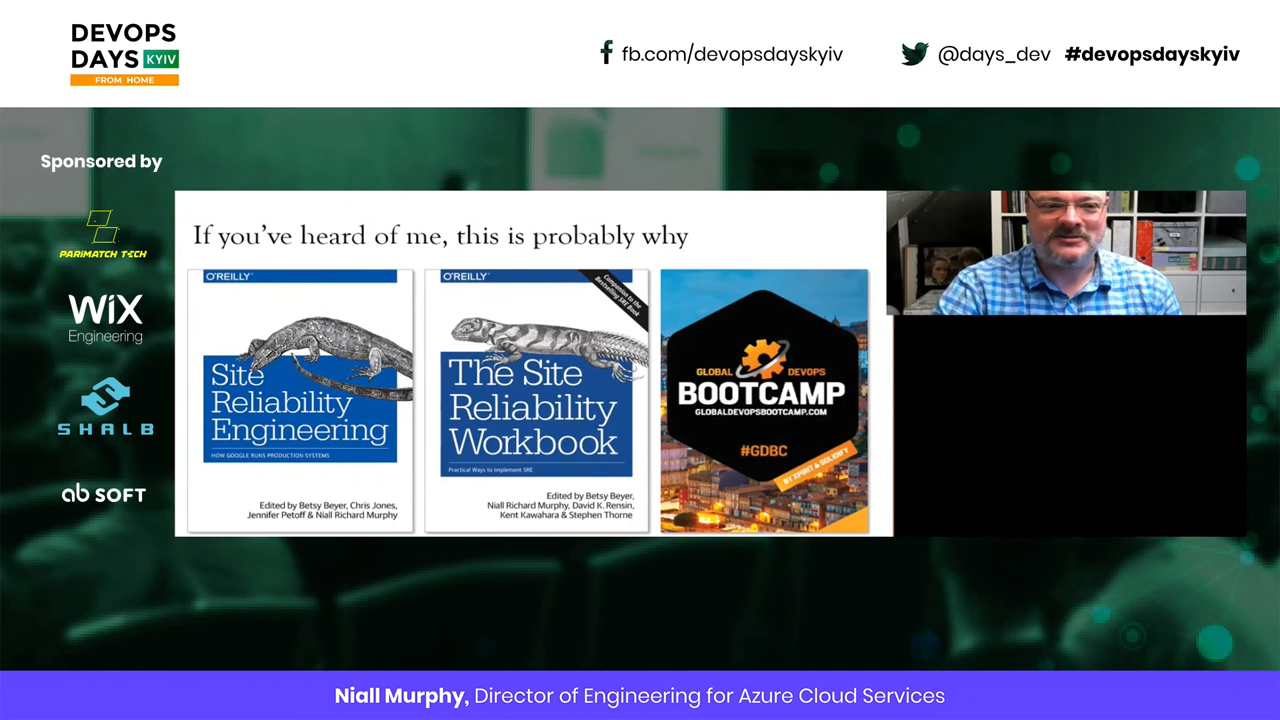 DEVOPS
DAYS KYIV
FROM HOME
fb.com/devopsdayskyiv
@days_dev #devopsdayskyiv
Sponsored by
PARIMATCH TECH
WiX
Engineering
SHALB
ab SOFT
If you've heard of me, this is probably why
O'REILLY®
Site
Reliability
Engineering
HOW GOOGLE RUNS PRODUCTION SYSTEMS
Edited by Betsy Beyer, Chris Jones,
Jennifer Petoff & Niall Richard Murphy
O'REILLY®
Companion to the
Bestselling SRE Book
The Site
Reliability
Workbook
Practical Ways to Implement SRE
Edited by Betsy Beyer,
Niall Richard Murphy, David K. Rensin,
Kent Kawahara & Stephen Thorne
GLOBAL DEVOPS
BOOTCAMP
GLOBALDEVOPSBOOTCAMP.COM
#GDBC
BY XPIRIT & SOLIDIFY
Niall Murphy, Director of Engineering for Azure Cloud Services